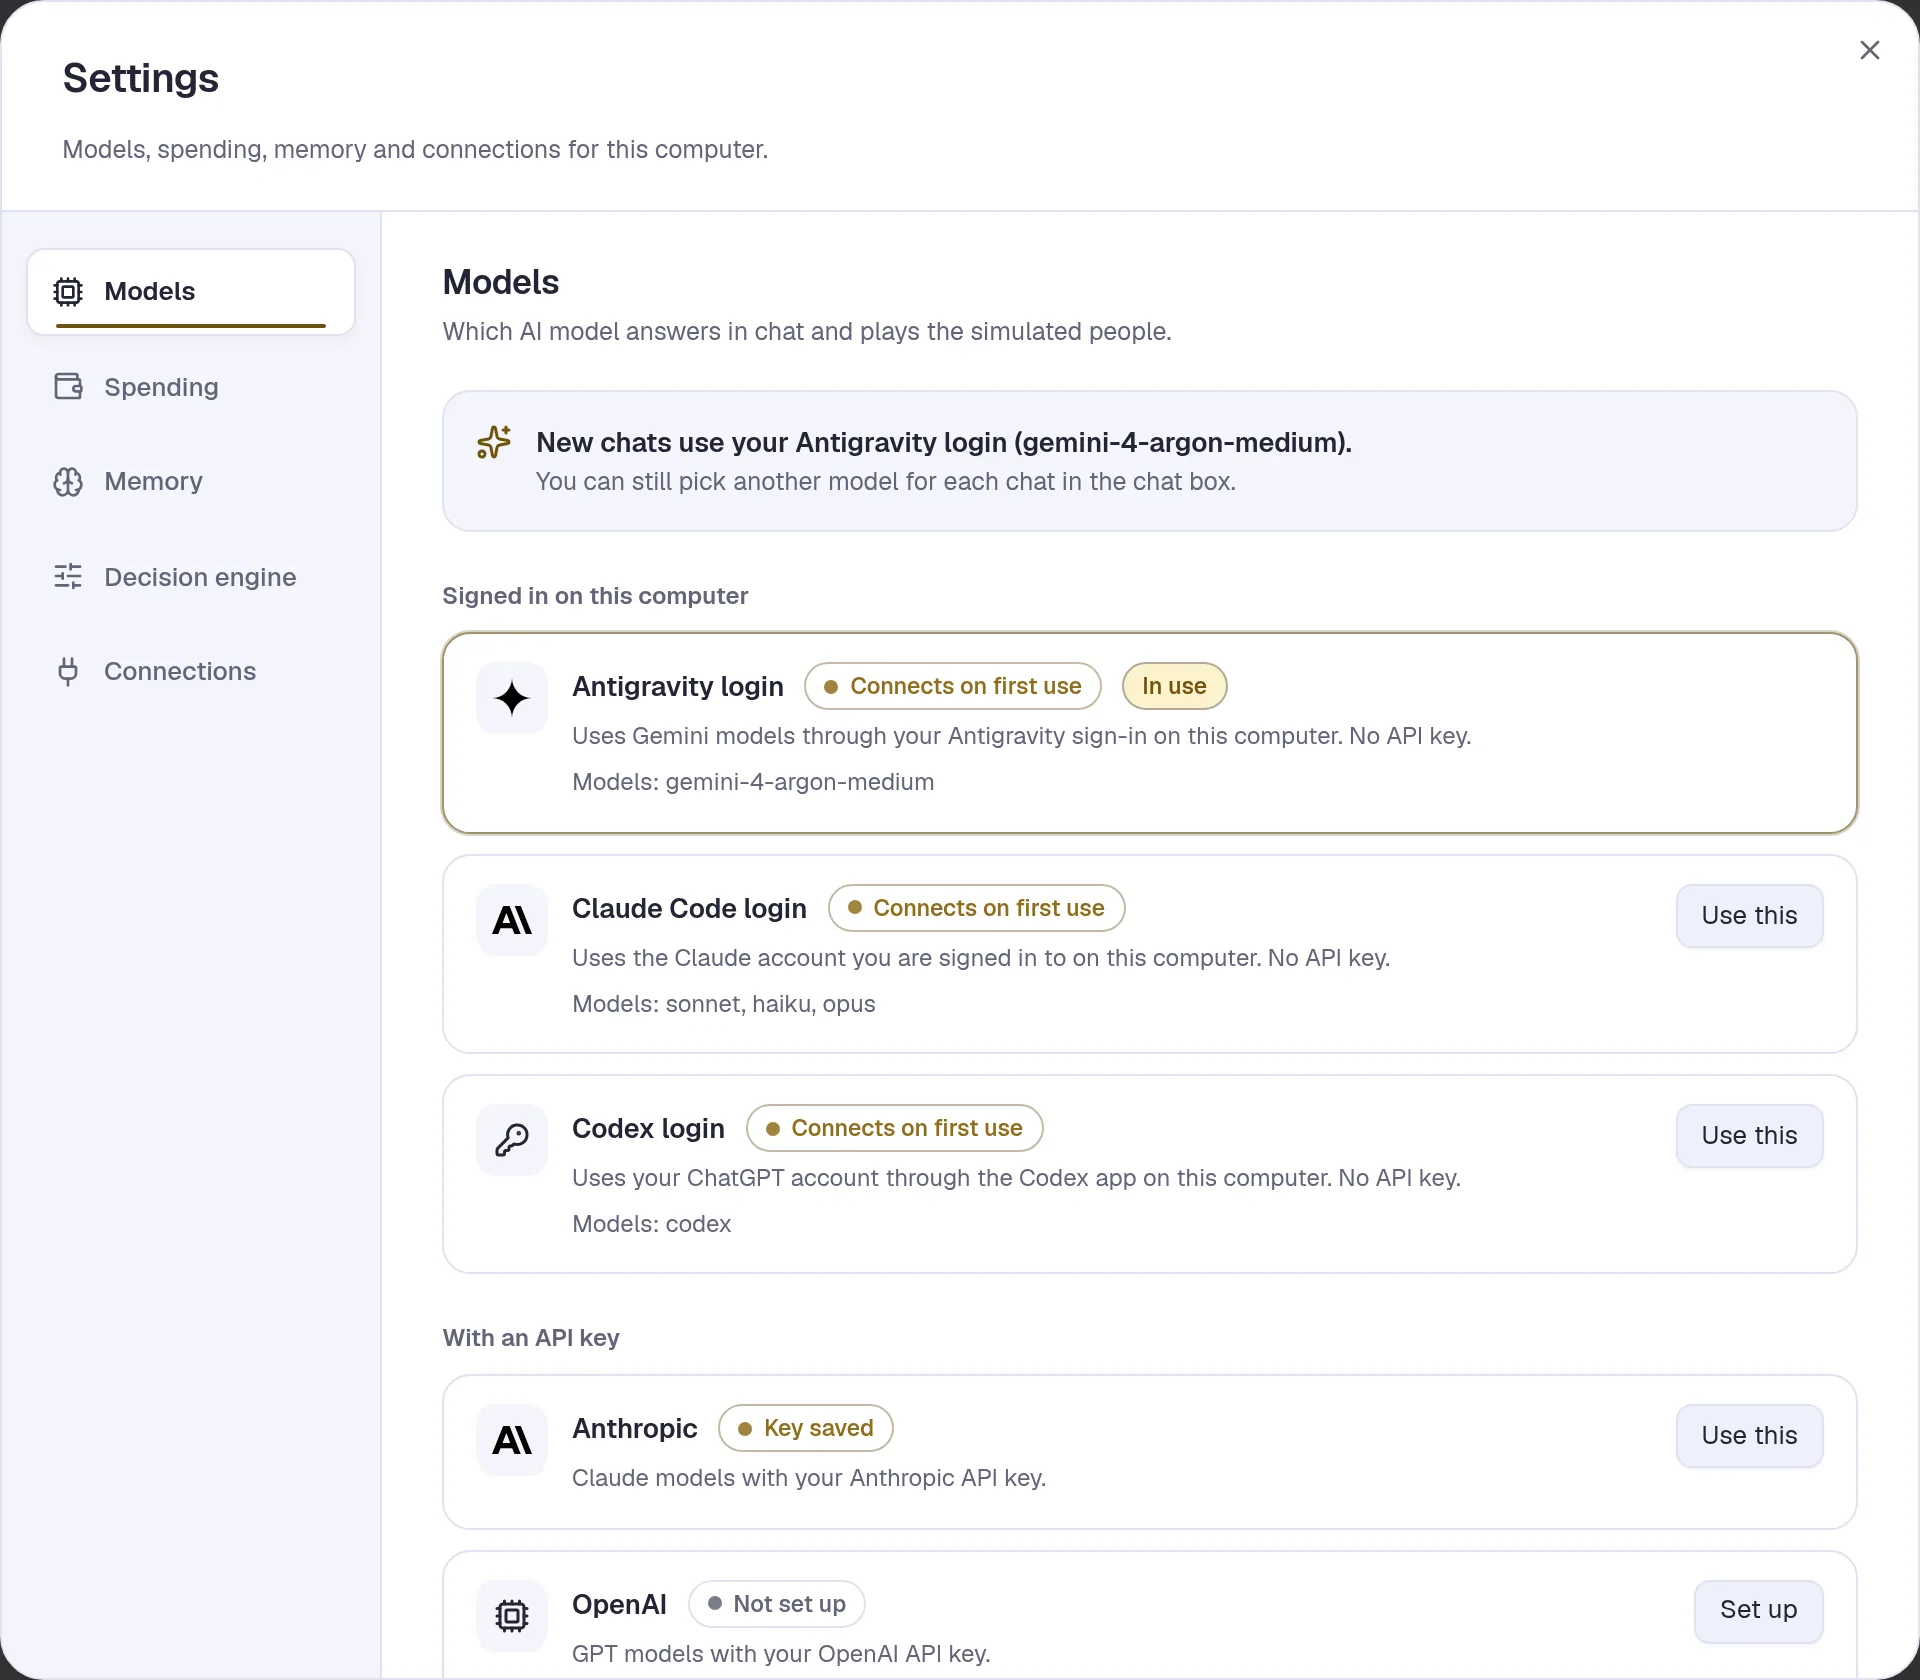 Settings
Models, spending, memory and connections for this computer.
Models
Spending
Memory
Decision engine
Connections
Models
Which AI model answers in chat and plays the simulated people.
New chats use your Antigravity login (gemini-4-argon-medium).
You can still pick another model for each chat in the chat box.
Signed in on this computer
Antigravity login Connects on first use In use
Uses Gemini models through your Antigravity sign-in on this computer. No API key.
Models: gemini-4-argon-medium
Claude Code login Connects on first use Use this
Uses the Claude account you are signed in to on this computer. No API key.
Models: sonnet, haiku, opus
Codex login Connects on first use Use this
Uses your ChatGPT account through the Codex app on this computer. No API key.
Models: codex
With an API key
Anthropic Key saved Use this
Claude models with your Anthropic API key.
OpenAI Not set up Set up
GPT models with your OpenAI API key.